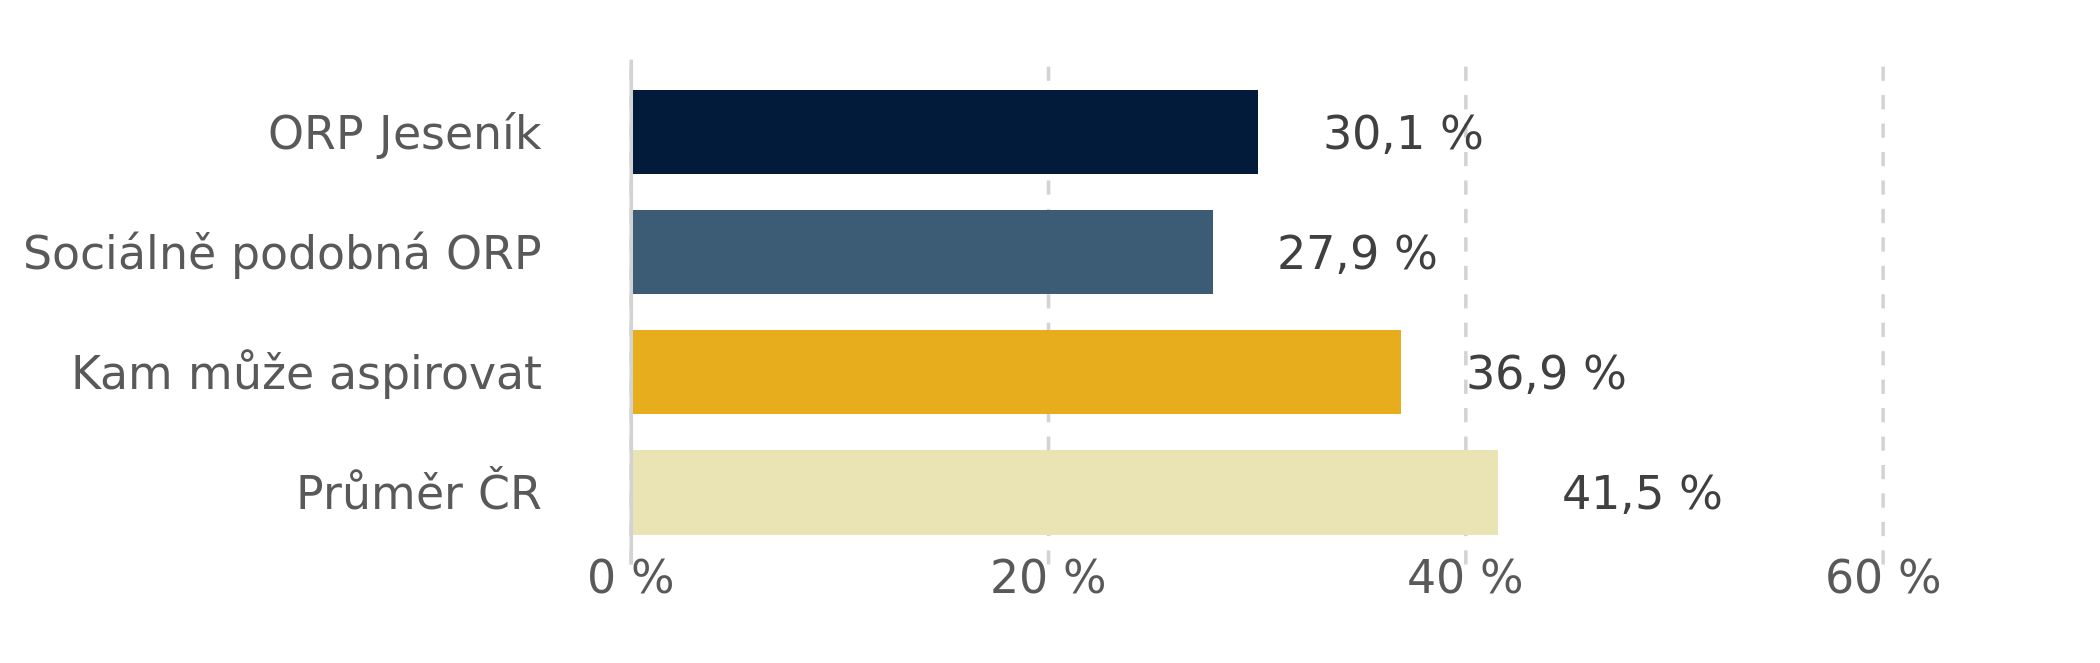 ORP Jeseník 30,1 %
Sociálně podobná ORP 27,9 %
Kam může aspirovat 36,9 %
Průměr ČR 41,5 %
0 % 20 % 40 % 60 %